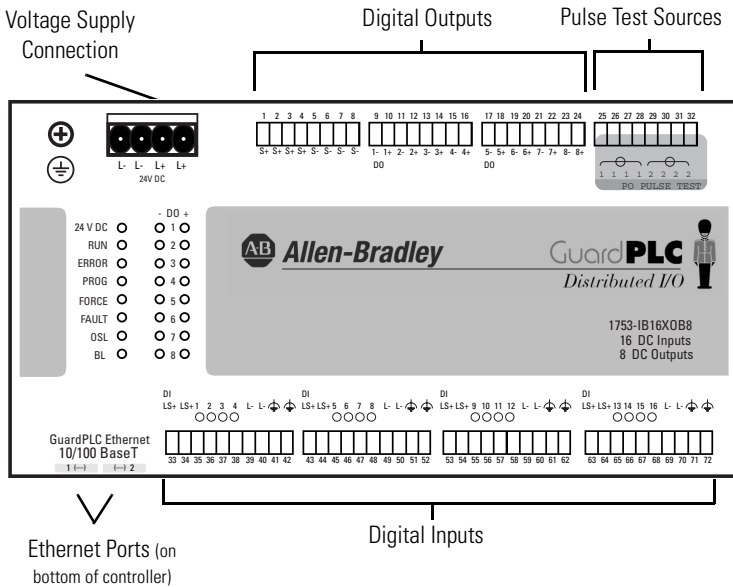 Voltage Supply
Connection
Digital Outputs
Pulse Test Sources
1 2 3 4 5 6 7 8
9 10 11 12 13 14 15 16
17 18 19 20 21 22 23 24
25 26 27 28 29 30 31 32
S+ S+ S+ S+ S- S- S- S-
1- 1+ 2- 2+ 3- 3+ 4- 4+
5- 5+ 6- 6+ 7- 7+ 8- 8+
DO
DO
1 1 1 1 2 2 2 2
PO PULSE TEST
L- L- L+ L+
24V DC
- DO +
24 V DC 1
RUN 2
ERROR 3
PROG 4
FORCE 5
FAULT 6
OSL 7
BL 8
AB Allen-Bradley
GuardPLC
Distributed I/O
1753-IB16XOB8
16 DC Inputs
8 DC Outputs
DI
LS+ LS+ 1 2 3 4 L- L-
DI
LS+ LS+ 5 6 7 8 L- L-
DI
LS+ LS+ 9 10 11 12 L- L-
DI
LS+ LS+ 13 14 15 16 L- L-
GuardPLC Ethernet
10/100 BaseT
1 (---) (---) 2
33 34 35 36 37 38 39 40 41 42
43 44 45 46 47 48 49 50 51 52
53 54 55 56 57 58 59 60 61 62
63 64 65 66 67 68 69 70 71 72
Ethernet Ports (on
bottom of controller)
Digital Inputs